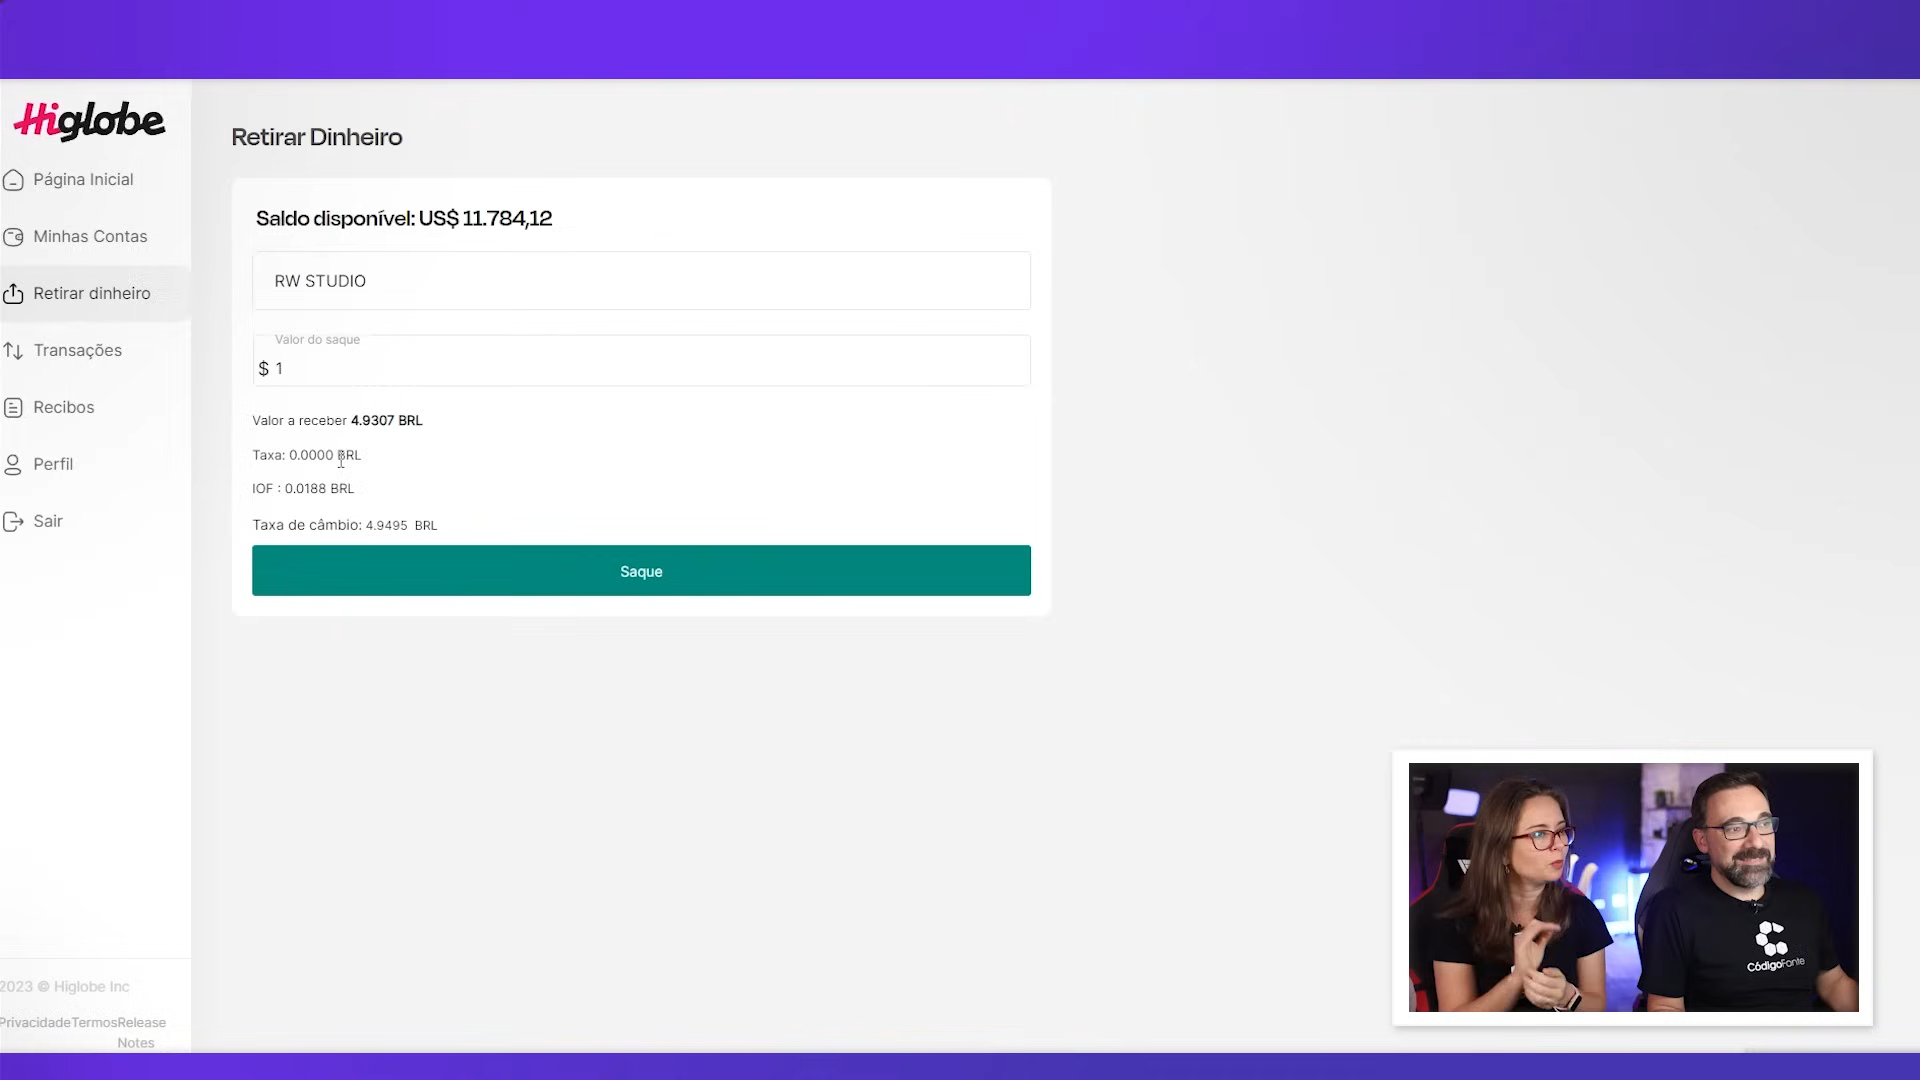 Higlobe
Página Inicial
Minhas Contas
Retirar dinheiro
Transações
Recibos
Perfil
Sair
2023 © Higlobe Inc
PrivacidadeTermosRelease
Notes
Retirar Dinheiro
Saldo disponível: US$ 11.784,12
RW STUDIO
Valor do saque
$ 1
Valor a receber 4.9307 BRL
Taxa: 0.0000 BRL
IOF : 0.0188 BRL
Taxa de câmbio: 4.9495 BRL
Saque
CódigoFonte